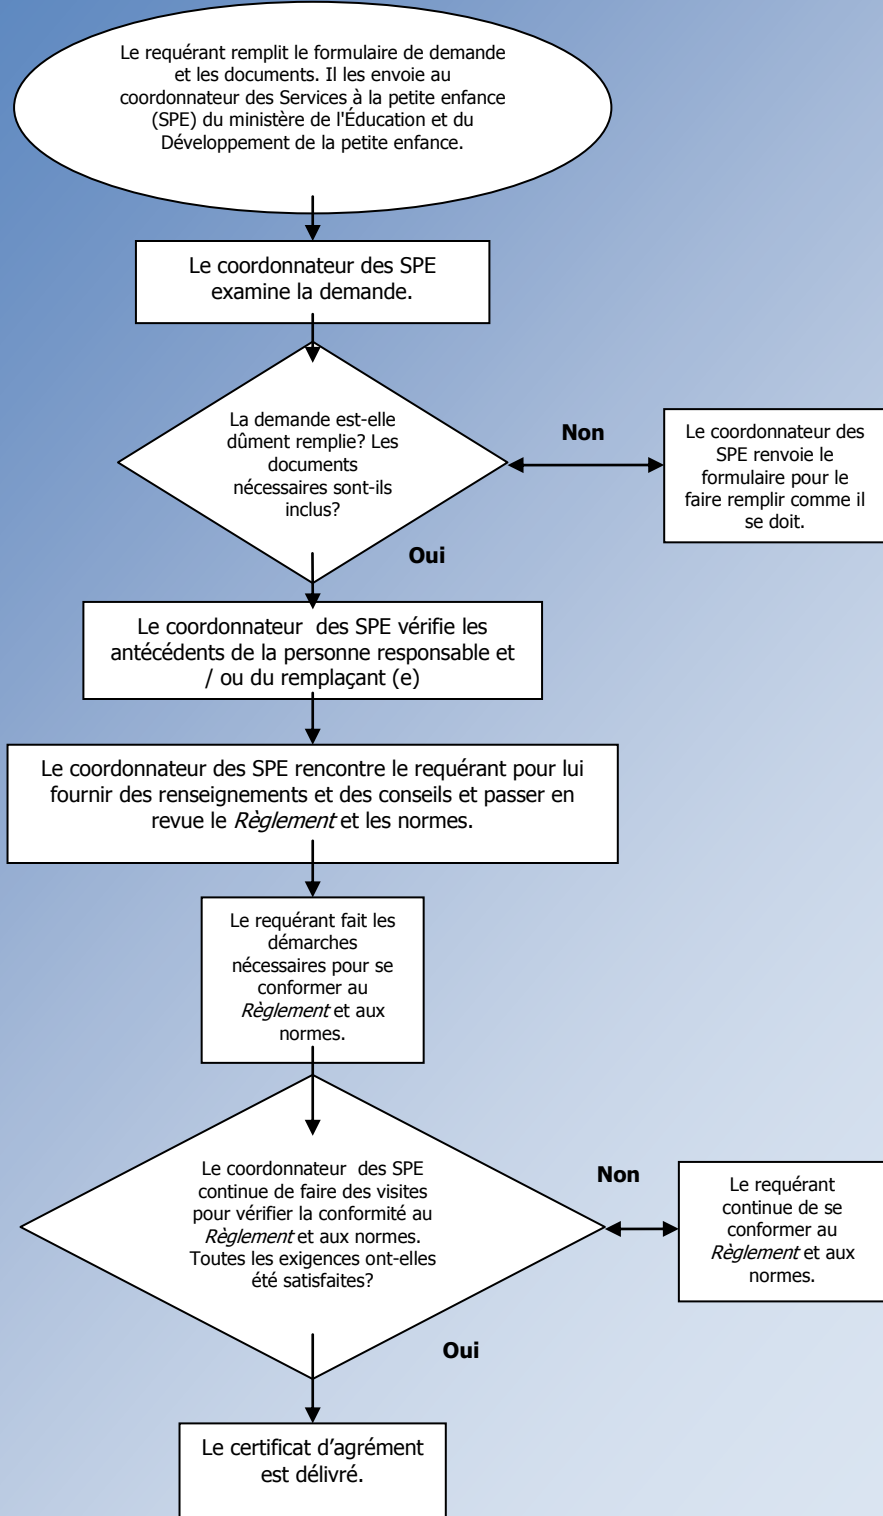 Le requérant remplit le formulaire de demande
et les documents. Il les envoie au
coordonnateur des Services à la petite enfance
(SPE) du ministère de l'Éducation et du
Développement de la petite enfance.
Le coordonnateur des SPE
examine la demande.
La demande est-elle
dûment remplie? Les
documents
nécessaires sont-ils
inclus?
Non
Le coordonnateur des
SPE renvoie le
formulaire pour le
faire remplir comme il
se doit.
Oui
Le coordonnateur des SPE vérifie les
antécédents de la personne responsable et
/ ou du remplaçant (e)
Le coordonnateur des SPE rencontre le requérant pour lui
fournir des renseignements et des conseils et passer en
revue le Règlement et les normes.
Le requérant fait les
démarches
nécessaires pour se
conformer au
Règlement et aux
normes.
Le coordonnateur des SPE
continue de faire des visites
pour vérifier la conformité au
Règlement et aux normes.
Toutes les exigences ont-elles
été satisfaites?
Non
Le requérant
continue de se
conformer au
Règlement et aux
normes.
Oui
Le certificat d’agrément
est délivré.